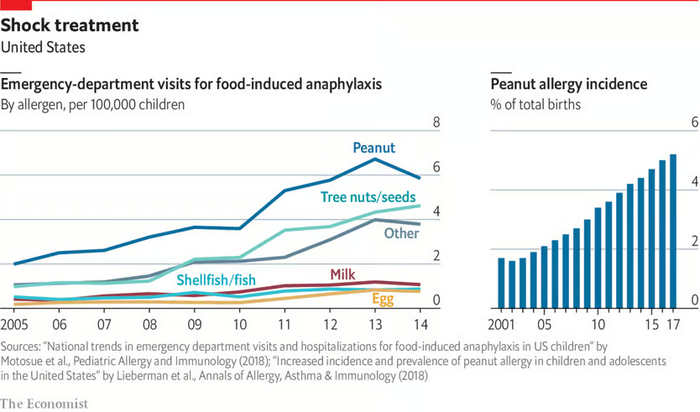 Shock treatment
United States
Emergency-department visits for food-induced anaphylaxis
By allergen, per 100,000 children
8
6
4
2
0
Peanut
Tree nuts/seeds
Other
Shellfish/fish
Milk
Egg
2005 06 07 08 09 10 11 12 13 14
Peanut allergy incidence
% of total births
6
4
2
0
2001 05 10 15 17
Sources: “National trends in emergency department visits and hospitalizations for food-induced anaphylaxis in US children” by
Motosue et al., Pediatric Allergy and Immunology (2018); “Increased incidence and prevalence of peanut allergy in children and adolescents
in the United States” by Lieberman et al., Annals of Allergy, Asthma & Immunology (2018)
The Economist